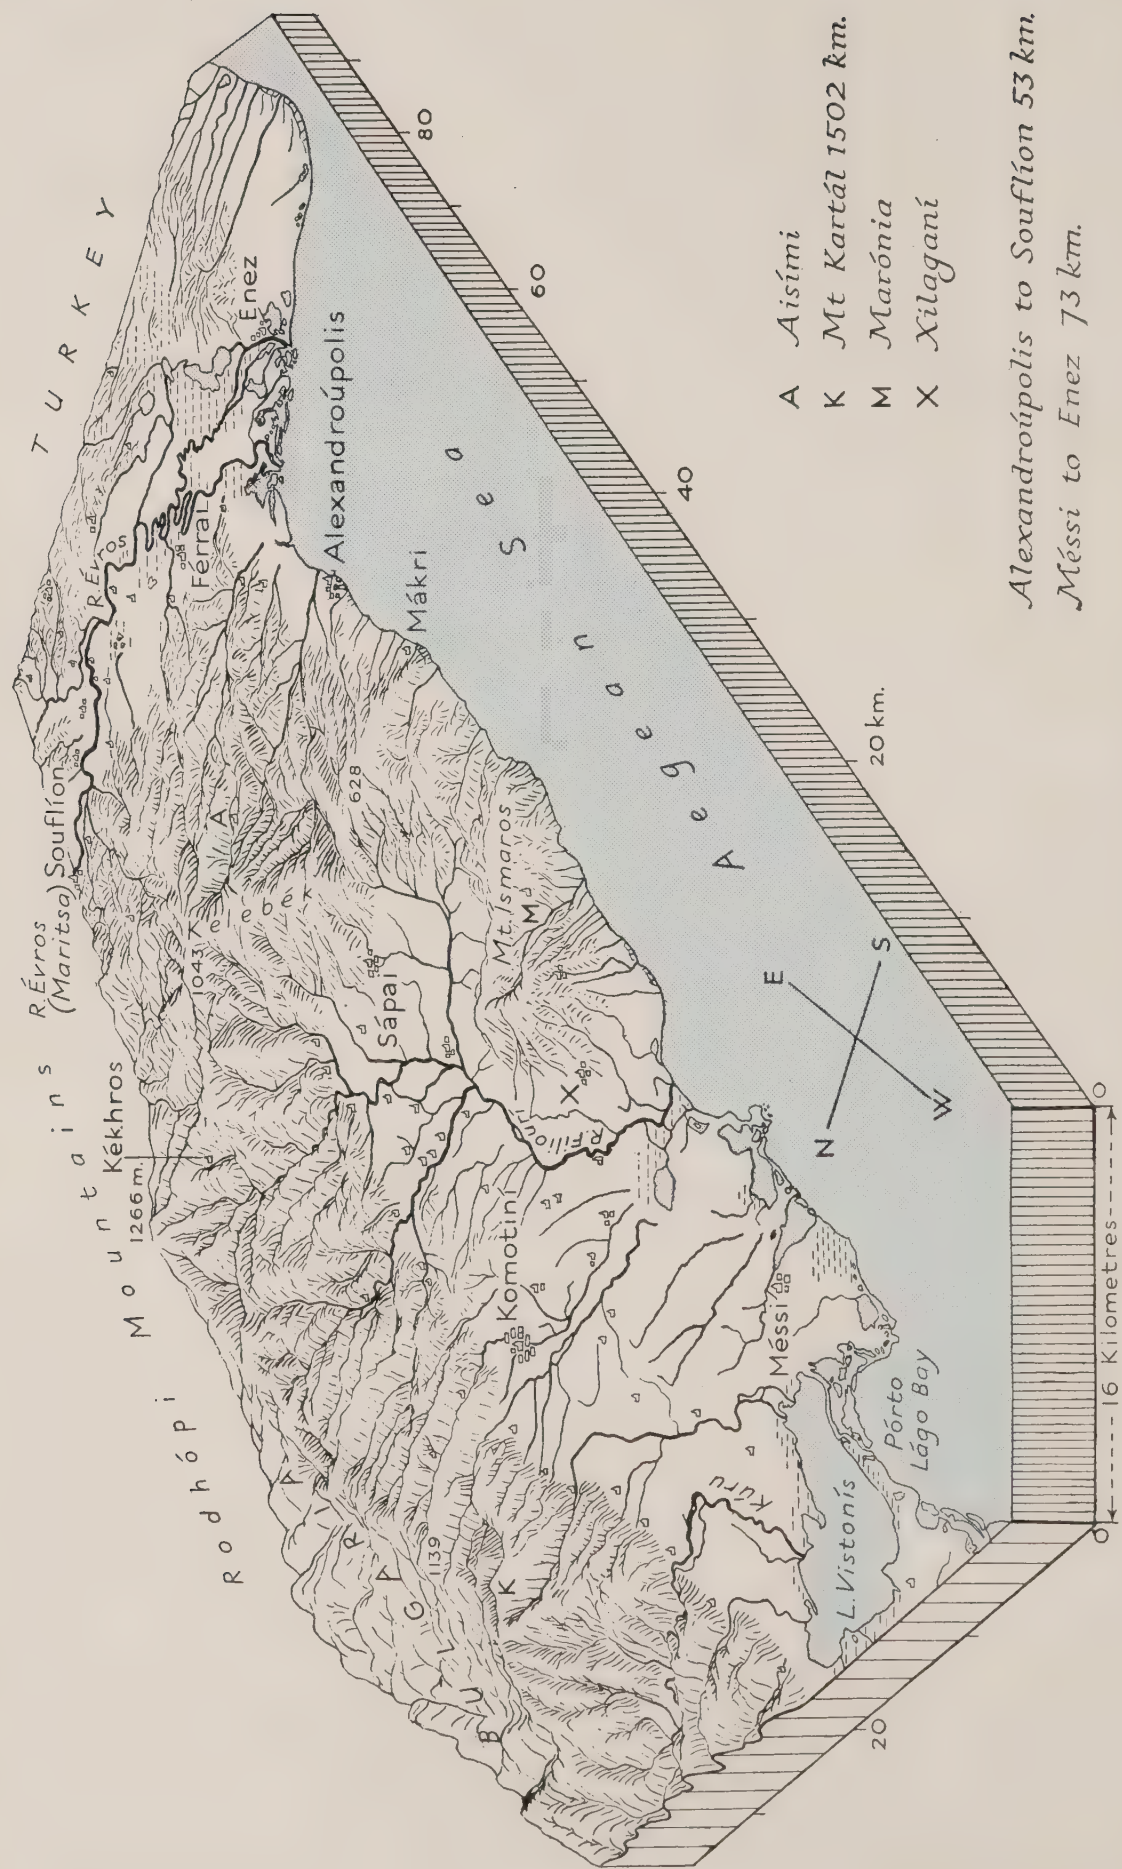 Rodhópi Mountains
R Évros
(Maritsa)
TURKEY
BULGARIA
Kékhros
1266 m.
Souflíon
R Évros
1043
Kelebék
A
Férrai
Enez
1139
K
Komotiní
Sápai
628
Alexandroúpolis
Mákri
Mt. Ismaros
M
X
R Filiouri
Kúru
Méssi
L. Vistonís
Pórto
Lágo Bay
Aegean Sea
N
E
S
W
20
0
16 Kilometres
0
20 km.
40
60
80
A Aisími
K Mt Kartál 1502 km.
M Marónia
X Xilaganí
Alexandroúpolis to Souflíon 53 km.
Méssi to Enez 73 km.